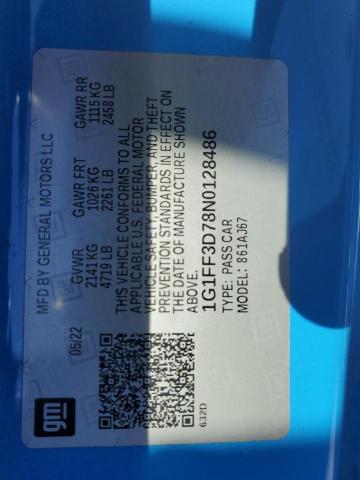 MFD BY GENERAL MOTORS LLC
05/22
GVWR GAWR FRT GAWR RR
2141 KG 1026 KG 1115 KG
4719 LB 2261 LB 2458 LB
THIS VEHICLE CONFORMS TO ALL
APPLICABLE U.S. FEDERAL MOTOR
VEHICLE SAFETY, BUMPER, AND THEFT
PREVENTION STANDARDS IN EFFECT ON
THE DATE OF MANUFACTURE SHOWN
ABOVE.
1G1FF3D78N0128486
TYPE: PASS CAR
MODEL: 861AJ67
gm
632D